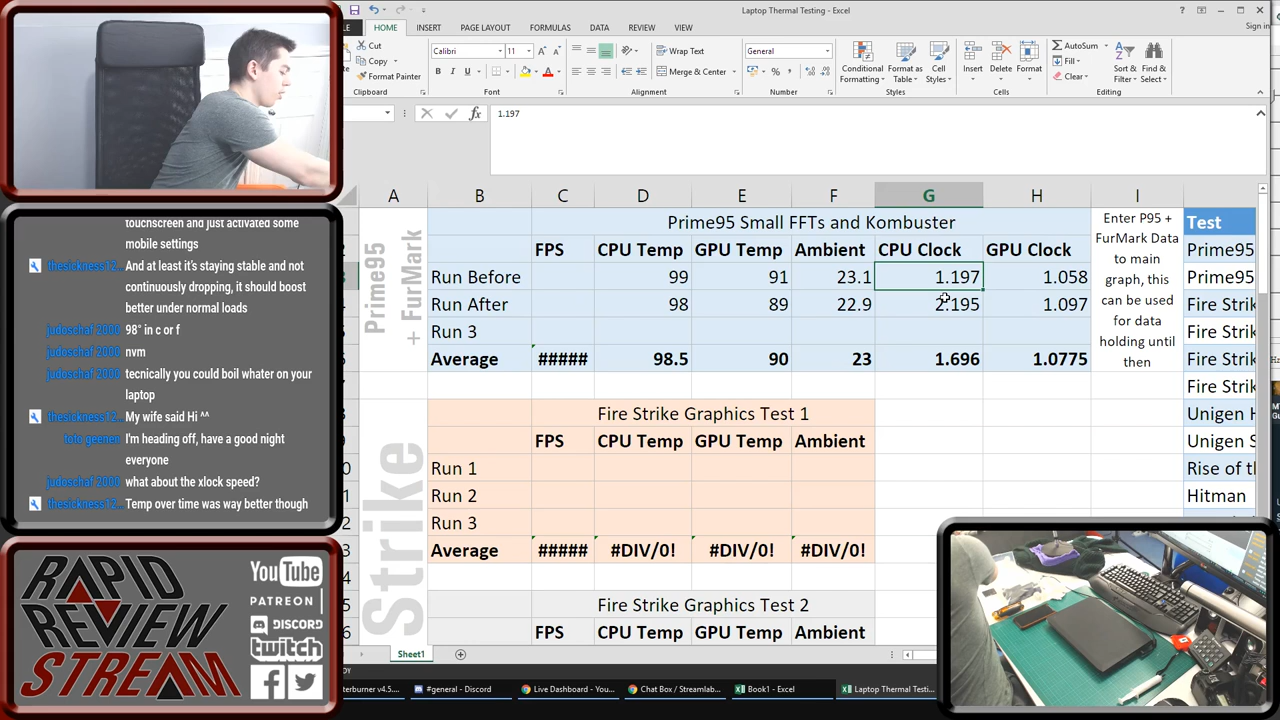 Laptop Thermal Testing - Excel
HOME INSERT PAGE LAYOUT FORMULAS DATA REVIEW VIEW
Sign in
Cut
Copy
Format Painter
Clipboard
Calibri 11
B I U
Font
Wrap Text
Merge & Center
Alignment
General
Number
Conditional Formatting
Format as Table
Cell Styles
Styles
Insert Delete Format
Cells
AutoSum
Fill
Clear
Sort & Filter
Find & Select
Editing
fx 1.197
A B C D E F G H I
Prime95 Small FFTs and Kombuster
FPS CPU Temp GPU Temp Ambient CPU Clock GPU Clock
Run Before 99 91 23.1 1.197 1.058
Run After 98 89 22.9 2.195 1.097
Run 3
Average ##### 98.5 90 23 1.696 1.0775
Prime95
+ FurMark
Enter P95 +
FurMark Data
to main
graph, this
can be used
for data
holding until
then
Test
Prime95
Prime95
Fire Strik
Fire Strik
Fire Strik
Fire Strik
Unigen H
Unigen S
Rise of th
Hitman
Fire Strike Graphics Test 1
FPS CPU Temp GPU Temp Ambient
Run 1
Run 2
Run 3
Average ##### #DIV/0! #DIV/0! #DIV/0!
Strike
Fire Strike Graphics Test 2
FPS CPU Temp GPU Temp Ambient
Sheet1
terburner v4.5... #general - Discord Live Dashboard - You... Chat Box / Streamlab... Book1 - Excel Laptop Thermal Testi...
touchscreen and just activated some
mobile settings
fhesickness12... And at least it's staying stable and not
continuously dropping, it should boost
better under normal loads
judoschaf 2000 98° in c or f
judoschaf 2000 nvm
judoschaf 2000 tecnically you could boil whater on your
laptop
fhesickness12... My wife said Hi ^^
toto geenen I'm heading off, have a good night
everyone
judoschaf 2000 what about the xlock speed?
fhesickness12... Temp over time was way better though
RAPID
REVIEW
STREAM
YouTube
PATREON
DISCORD
twitch